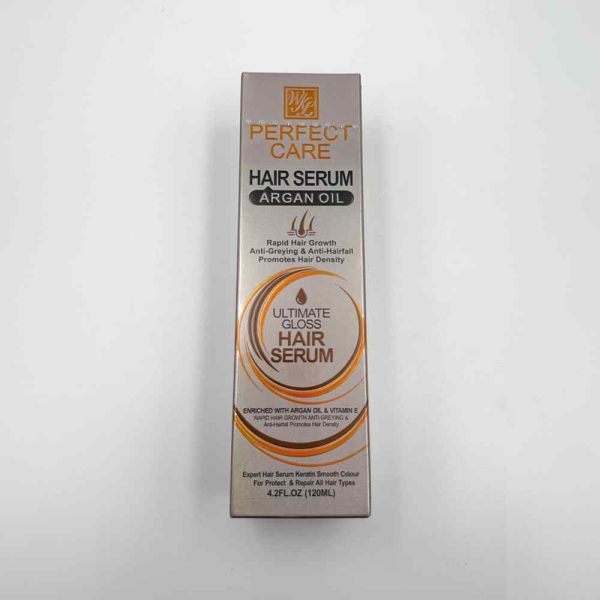 PERFECT
CARE
HAIR SERUM
ARGAN OIL
Rapid Hair Growth
Anti-Greying & Anti-Hairfall
Promotes Hair Density
ULTIMATE
GLOSS
HAIR
SERUM
ENRICHED WITH ARGAN OIL & VITAMIN E
RAPID HAIR GROWTH ANTI-GREYING &
Anti-Hairfall Promotes Hair Density
Expert Hair Serum Keratin Smooth Colour
For Protect & Repair All Hair Types
4.2FL.OZ (120ML)